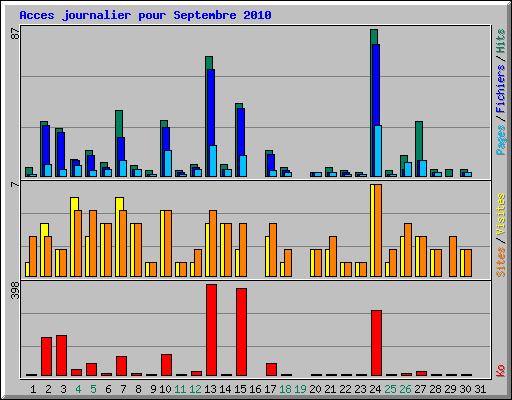 Acces journalier pour Septembre 2010
87
Pages / Fichiers / Hits
7
Sites / Visites
398
Ko
1 2 3 4 5 6 7 8 9 10 11 12 13 14 15 16 17 18 19 20 21 22 23 24 25 26 27 28 29 30 31